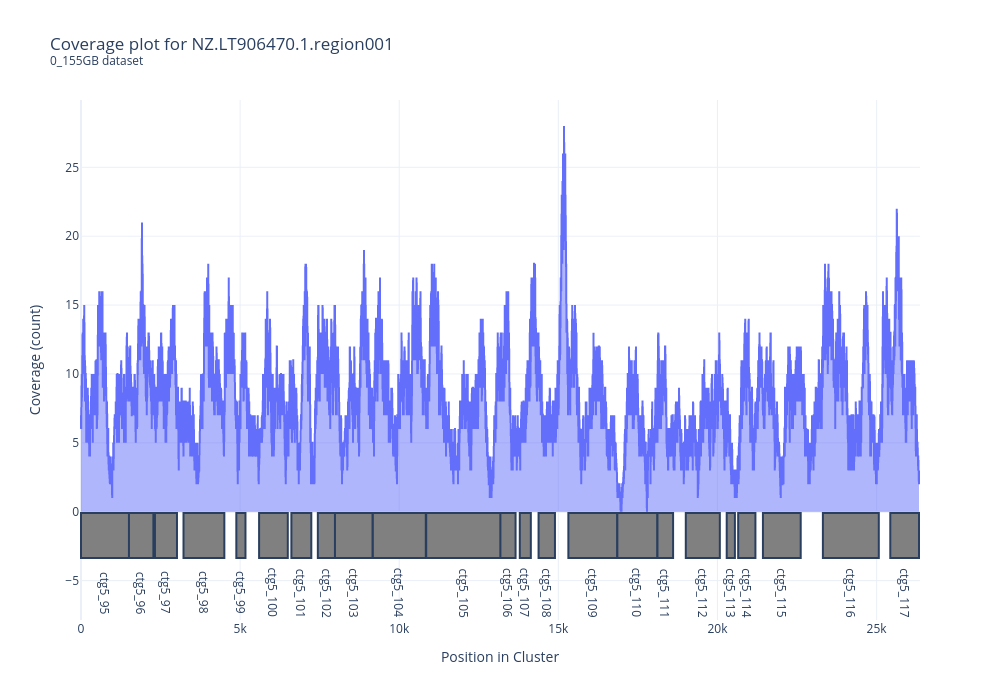 Coverage plot for NZ.LT906470.1.region001
0_155GB dataset
25
20
15
10
5
0
−5
Coverage (count)
ctg5_95
ctg5_96
ctg5_97
ctg5_98
ctg5_99
ctg5_100
ctg5_101
ctg5_102
ctg5_103
ctg5_104
ctg5_105
ctg5_106
ctg5_107
ctg5_108
ctg5_109
ctg5_110
ctg5_111
ctg5_112
ctg5_113
ctg5_114
ctg5_115
ctg5_116
ctg5_117
0 5k 10k 15k 20k 25k
Position in Cluster